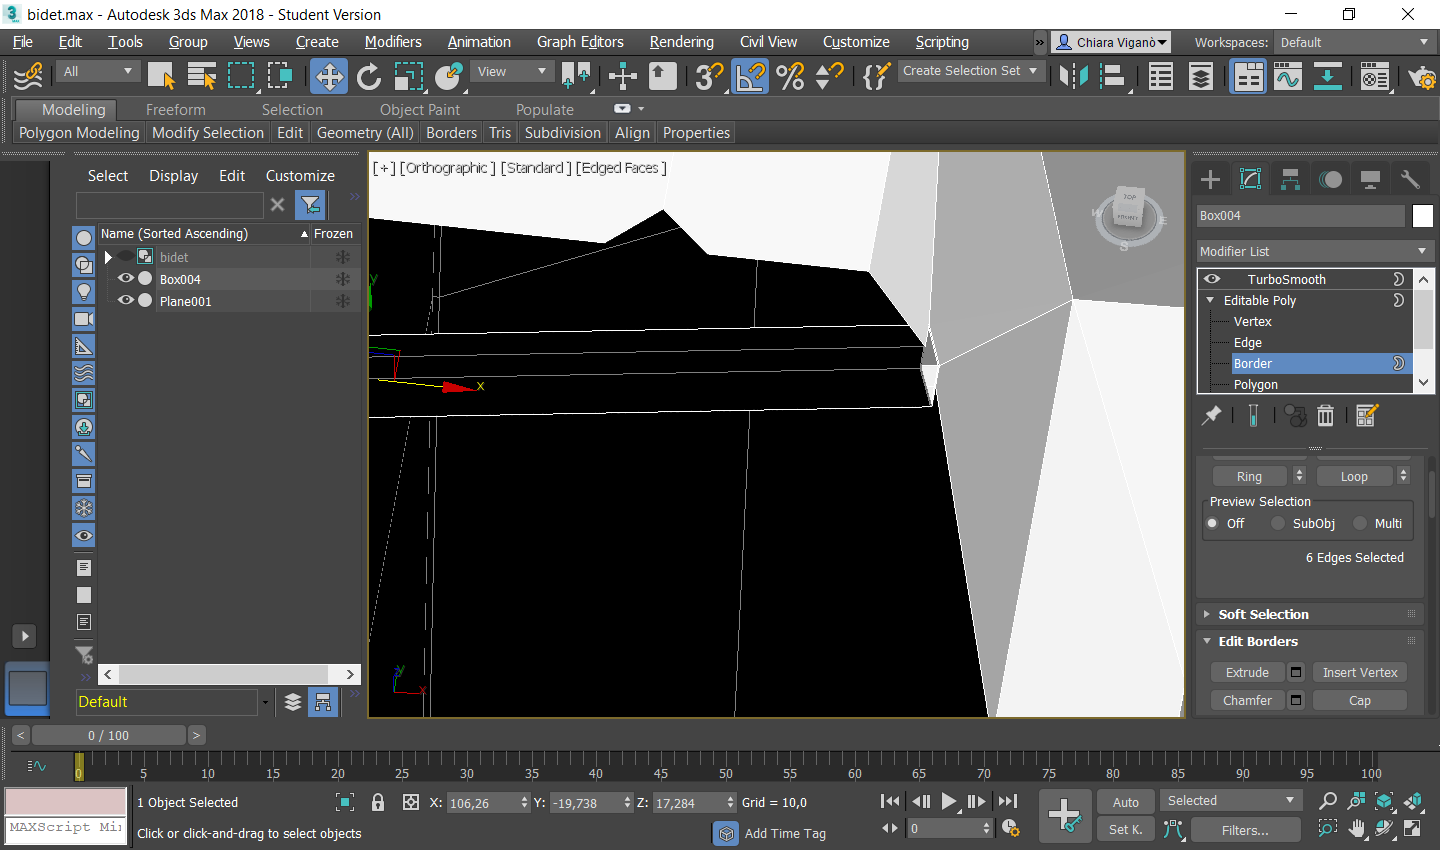 bidet.max - Autodesk 3ds Max 2018 - Student Version
File Edit Tools Group Views Create Modifiers Animation Graph Editors Rendering Civil View Customize Scripting » Chiara Viganò Workspaces: Default
All View Create Selection Set
Modeling Freeform Selection Object Paint Populate
Polygon Modeling Modify Selection Edit Geometry (All) Borders Tris Subdivision Align Properties
Select Display Edit Customize
Name (Sorted Ascending) Frozen
bidet
Box004
Plane001
Default
[+] [Orthographic ] [Standard ] [Edged Faces ]
TOP
W
E
S
y
x
y
x
Box004
Modifier List
TurboSmooth
Editable Poly
Vertex
Edge
Border
Polygon
Ring Loop
Preview Selection
Off SubObj Multi
6 Edges Selected
Soft Selection
Edit Borders
Extrude Insert Vertex
Chamfer Cap
< 0 / 100 >
0 5 10 15 20 25 30 35 40 45 50 55 60 65 70 75 80 85 90 95 100
1 Object Selected X: 106,26 Y: -19,738 Z: 17,284 Grid = 10,0
MAXScript Mi
Click or click-and-drag to select objects
Add Time Tag
0
Auto Selected
Set K. Filters...